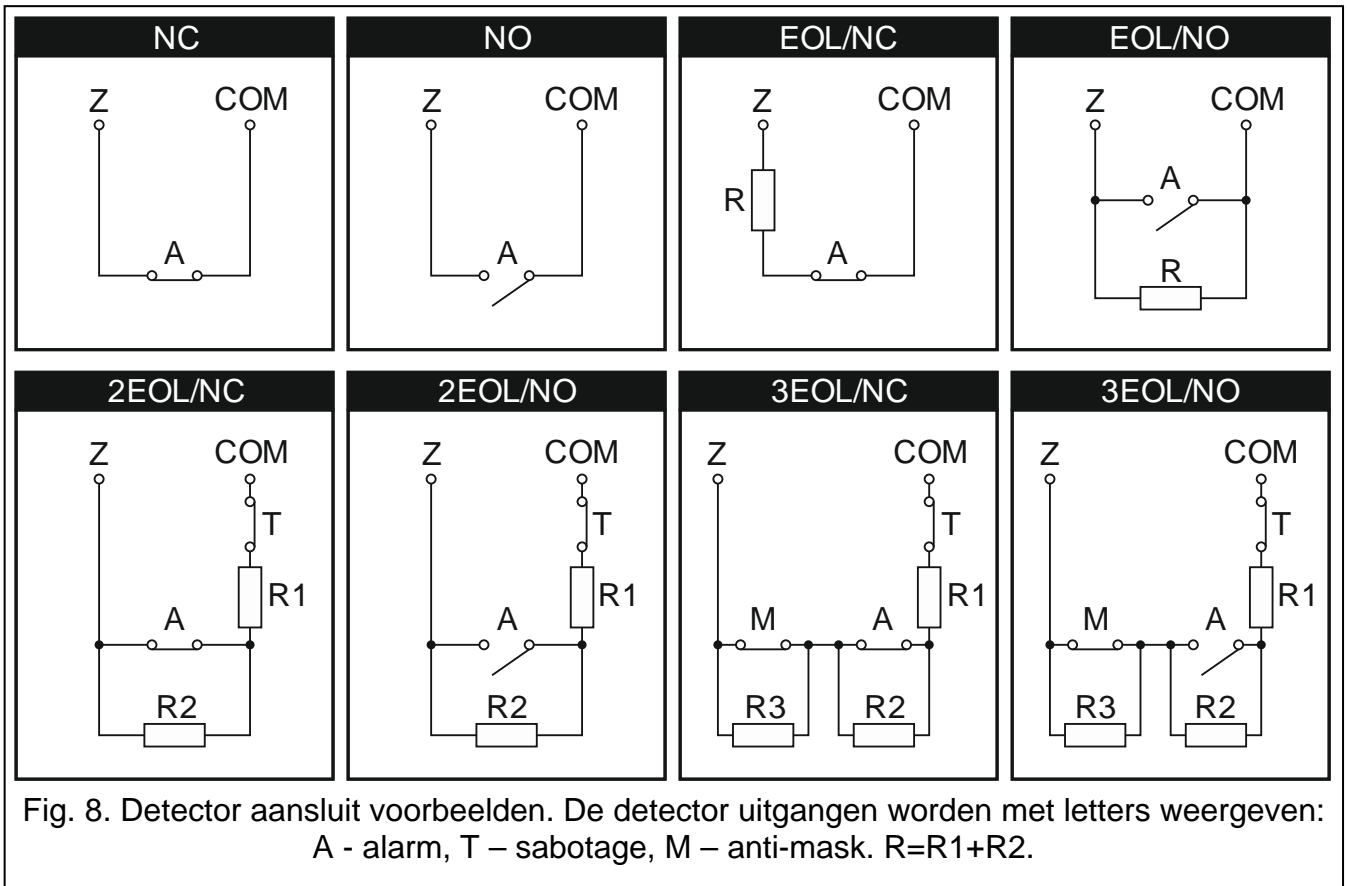 NC NO EOL/NC EOL/NO
Z COM Z COM Z COM Z COM
A
R
A
A A
R
2EOL/NC 2EOL/NO 3EOL/NC 3EOL/NO
Z COM Z COM Z COM Z COM
T T T T
R1 R1 R1 R1
A A M A M A
R2 R2 R3 R2 R3 R2
Fig. 8. Detector aansluit voorbeelden. De detector uitgangen worden met letters weergeven:
A - alarm, T – sabotage, M – anti-mask. R=R1+R2.